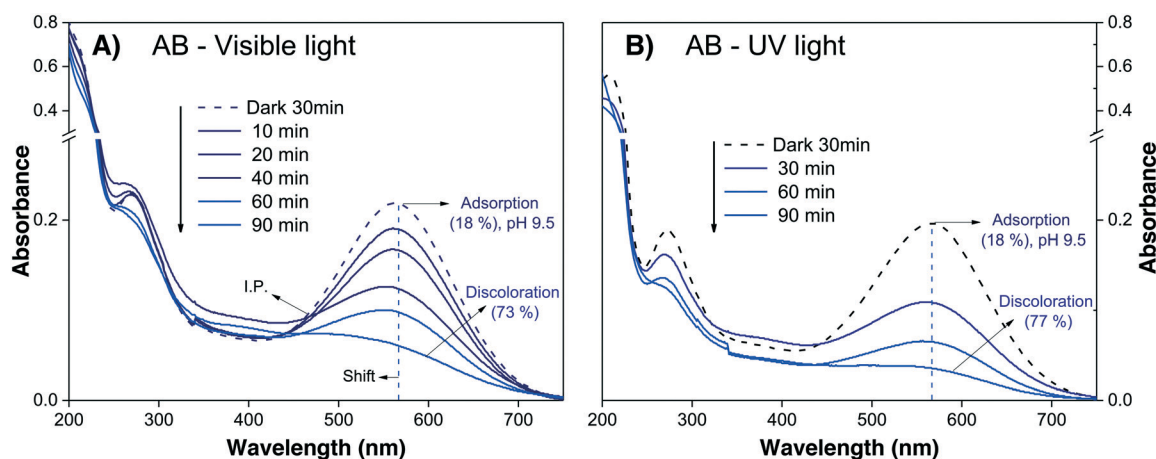 A) AB - Visible light
0.8
0.6
0.4
0.2
0.0
Absorbance
Dark 30min
10 min
20 min
40 min
60 min
90 min
Adsorption
(18 %), pH 9.5
I.P.
Discoloration
(73 %)
Shift
200 300 400 500 600 700
Wavelength (nm)
B) AB - UV light
Dark 30min
30 min
60 min
90 min
Adsorption
(18 %), pH 9.5
Discoloration
(77 %)
200 300 400 500 600 700
Wavelength (nm)
0.8
0.6
0.4
0.2
0.0
Absorbance